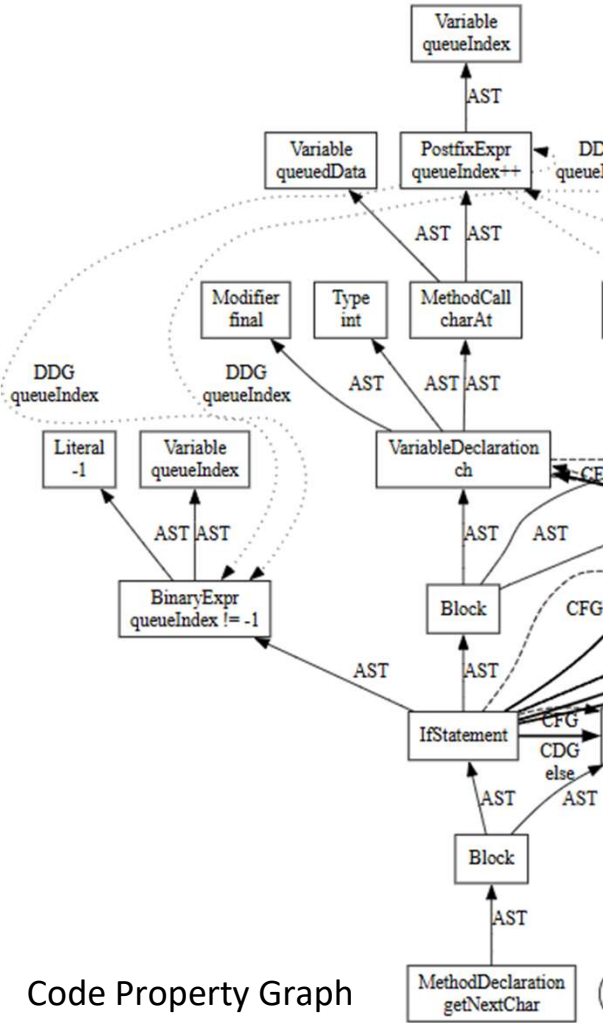 Variable
queueIndex
AST
Variable
queuedData
PostfixExpr
queueIndex++
AST AST
Modifier
final
Type
int
MethodCall
charAt
DDG
queueIndex
DDG
queueIndex
AST
AST AST
Literal
-1
Variable
queueIndex
VariableDeclaration
ch
AST AST
AST
AST
BinaryExpr
queueIndex != -1
Block
CFG
AST
AST
IfStatement
CFG
CDG
else
AST
AST
Block
AST
Code Property Graph
MethodDeclaration
getNextChar